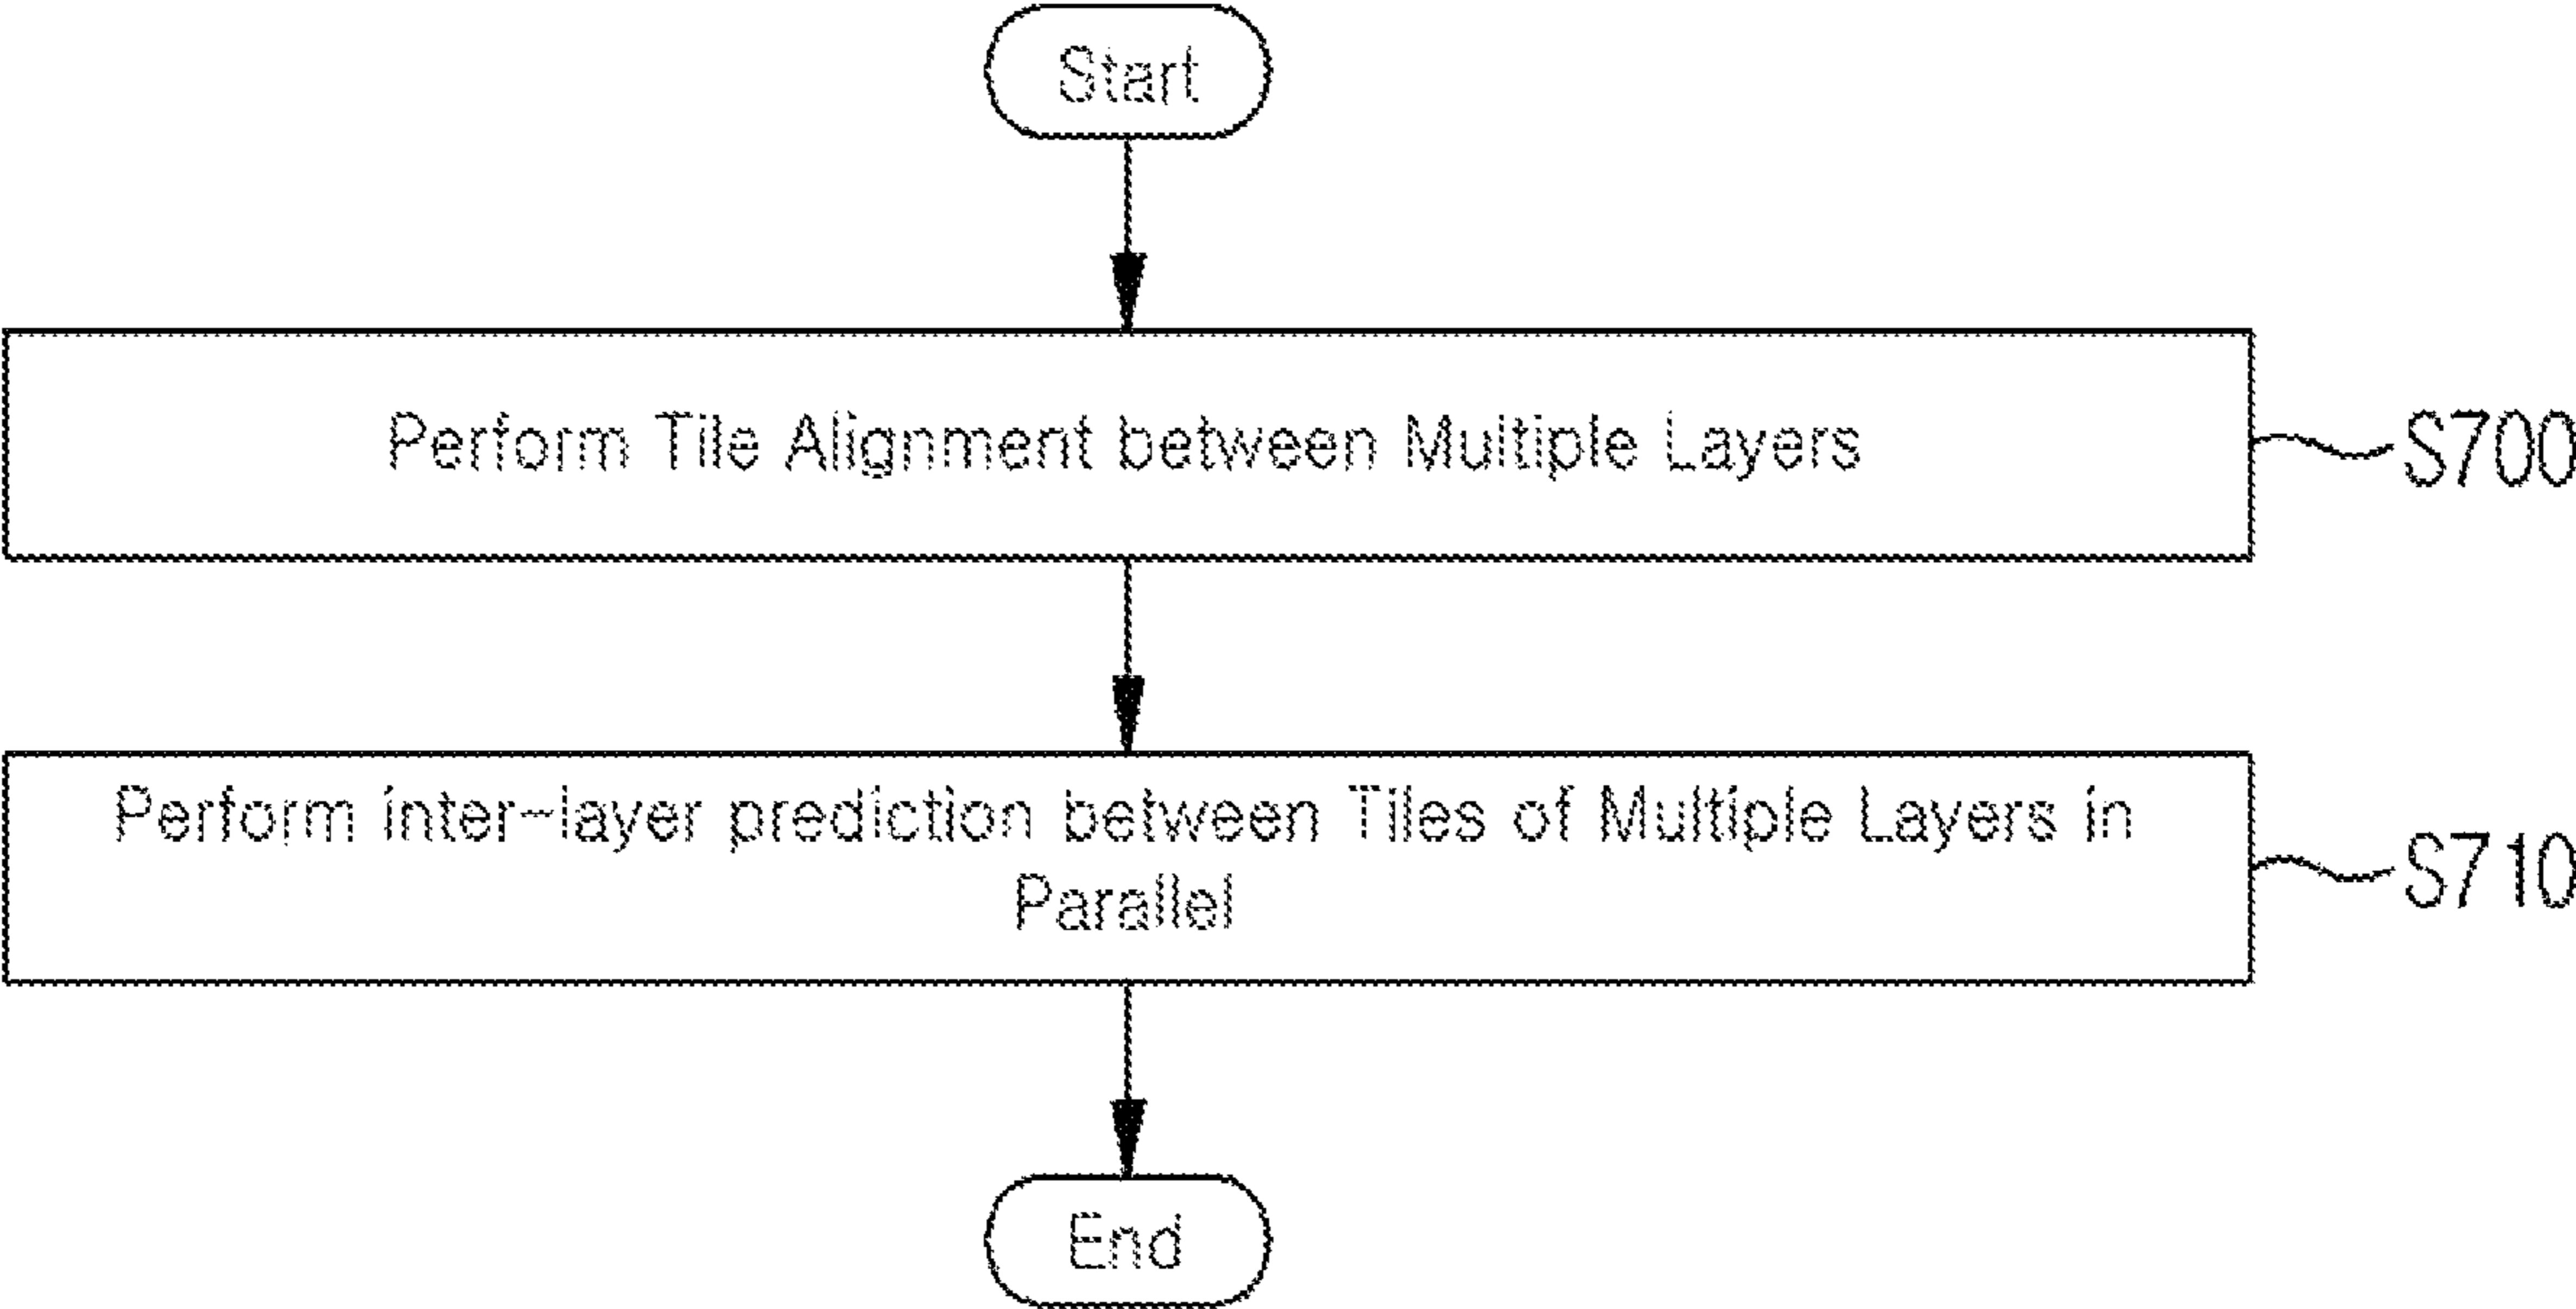 Start
Perform Tile Alignment between Multiple Layers
S700
Perform inter-layer prediction between Tiles of Multiple Layers in
Parallel
S710
End